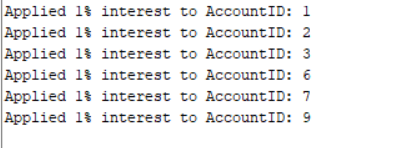 Applied 1% interest to AccountID: 1
Applied 1% interest to AccountID: 2
Applied 1% interest to AccountID: 3
Applied 1% interest to AccountID: 6
Applied 1% interest to AccountID: 7
Applied 1% interest to AccountID: 9